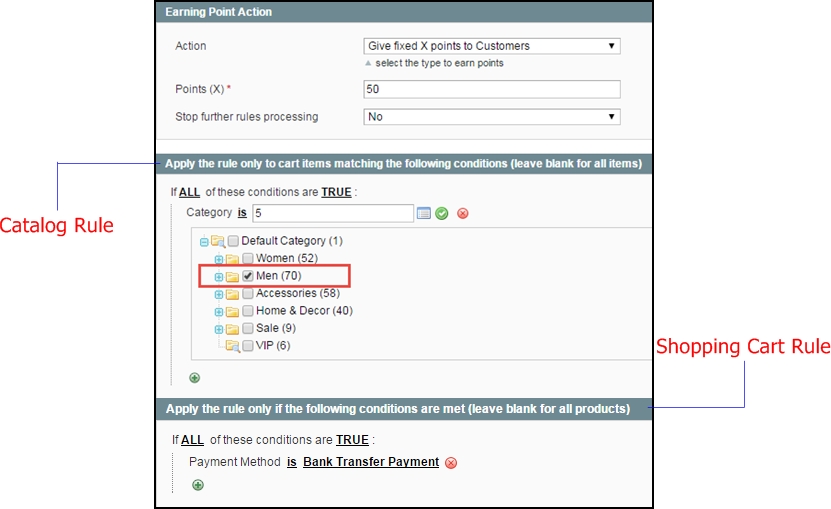 Earning Point Action
Action
Give fixed X points to Customers
select the type to earn points
Points (X) *
50
Stop further rules processing
No
Apply the rule only to cart items matching the following conditions (leave blank for all items)
If ALL of these conditions are TRUE :
Catalog Rule
Category is 5
Default Category (1)
Women (52)
Men (70)
Accessories (58)
Home & Decor (40)
Sale (9)
VIP (6)
Shopping Cart Rule
Apply the rule only if the following conditions are met (leave blank for all products)
If ALL of these conditions are TRUE :
Payment Method is Bank Transfer Payment